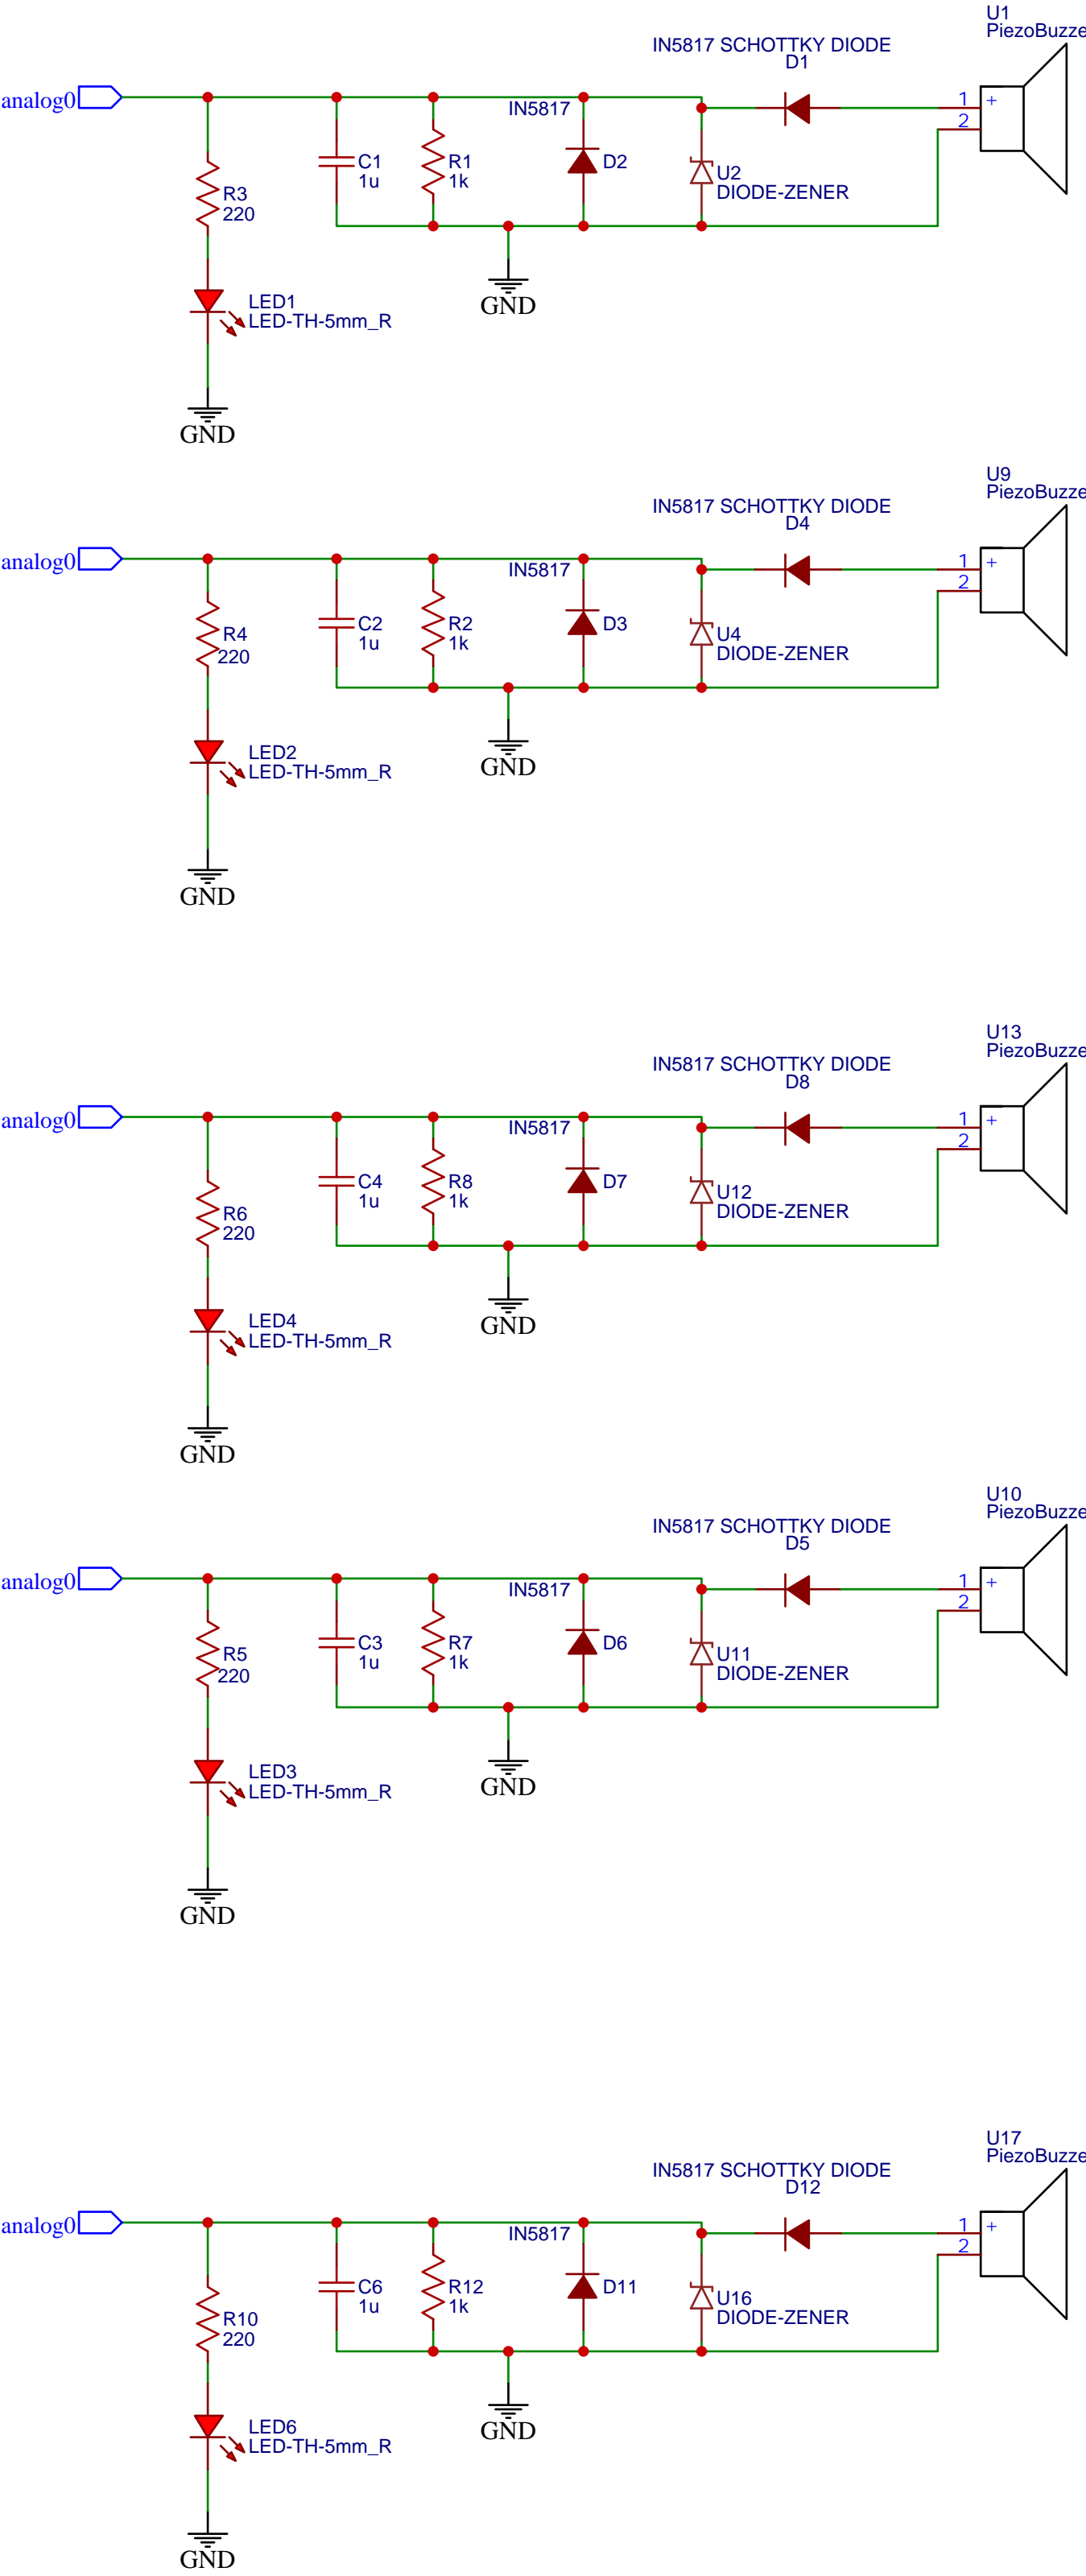 U1
PiezoBuzze
IN5817 SCHOTTKY DIODE
D1
analog0
IN5817
1 +
2
C1
1u
R1
1k
D2
U2
DIODE-ZENER
R3
220
GND
LED1
LED-TH-5mm_R
GND
U9
PiezoBuzze
IN5817 SCHOTTKY DIODE
D4
analog0
IN5817
1 +
2
C2
1u
R2
1k
D3
U4
DIODE-ZENER
R4
220
GND
LED2
LED-TH-5mm_R
GND
U13
PiezoBuzze
IN5817 SCHOTTKY DIODE
D8
analog0
IN5817
1 +
2
C4
1u
R8
1k
D7
U12
DIODE-ZENER
R6
220
GND
LED4
LED-TH-5mm_R
GND
U10
PiezoBuzze
IN5817 SCHOTTKY DIODE
D5
analog0
IN5817
1 +
2
C3
1u
R7
1k
D6
U11
DIODE-ZENER
R5
220
GND
LED3
LED-TH-5mm_R
GND
U17
PiezoBuzze
IN5817 SCHOTTKY DIODE
D12
analog0
IN5817
1 +
2
C6
1u
R12
1k
D11
U16
DIODE-ZENER
R10
220
GND
LED6
LED-TH-5mm_R
GND